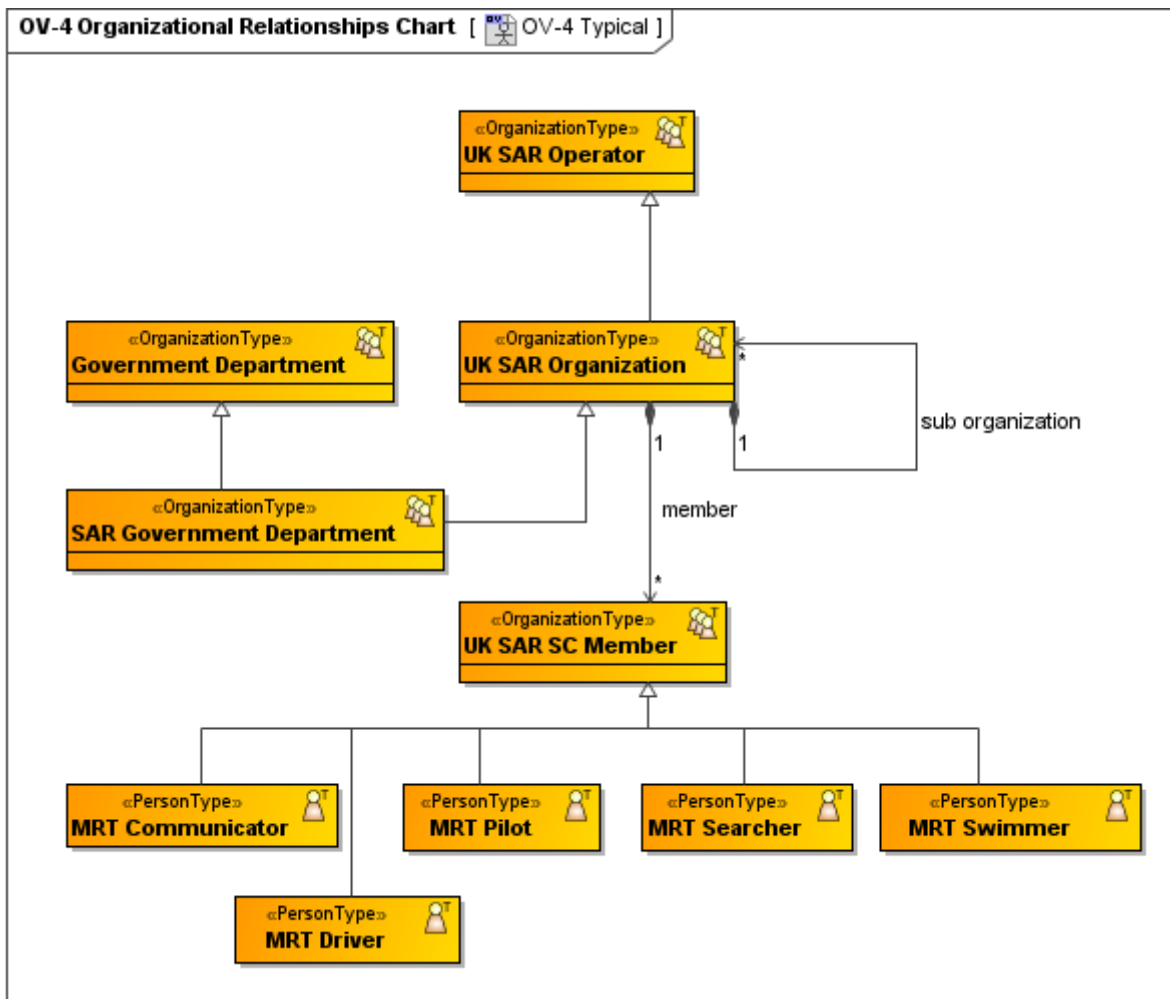 OV-4 Organizational Relationships Chart [ OV-4 Typical ]
«OrganizationType»
UK SAR Operator
«OrganizationType»
Government Department
«OrganizationType»
UK SAR Organization
*
1
1
sub organization
«OrganizationType»
SAR Government Department
member
*
«OrganizationType»
UK SAR SC Member
«PersonType»
MRT Communicator
«PersonType»
MRT Pilot
«PersonType»
MRT Searcher
«PersonType»
MRT Swimmer
«PersonType»
MRT Driver